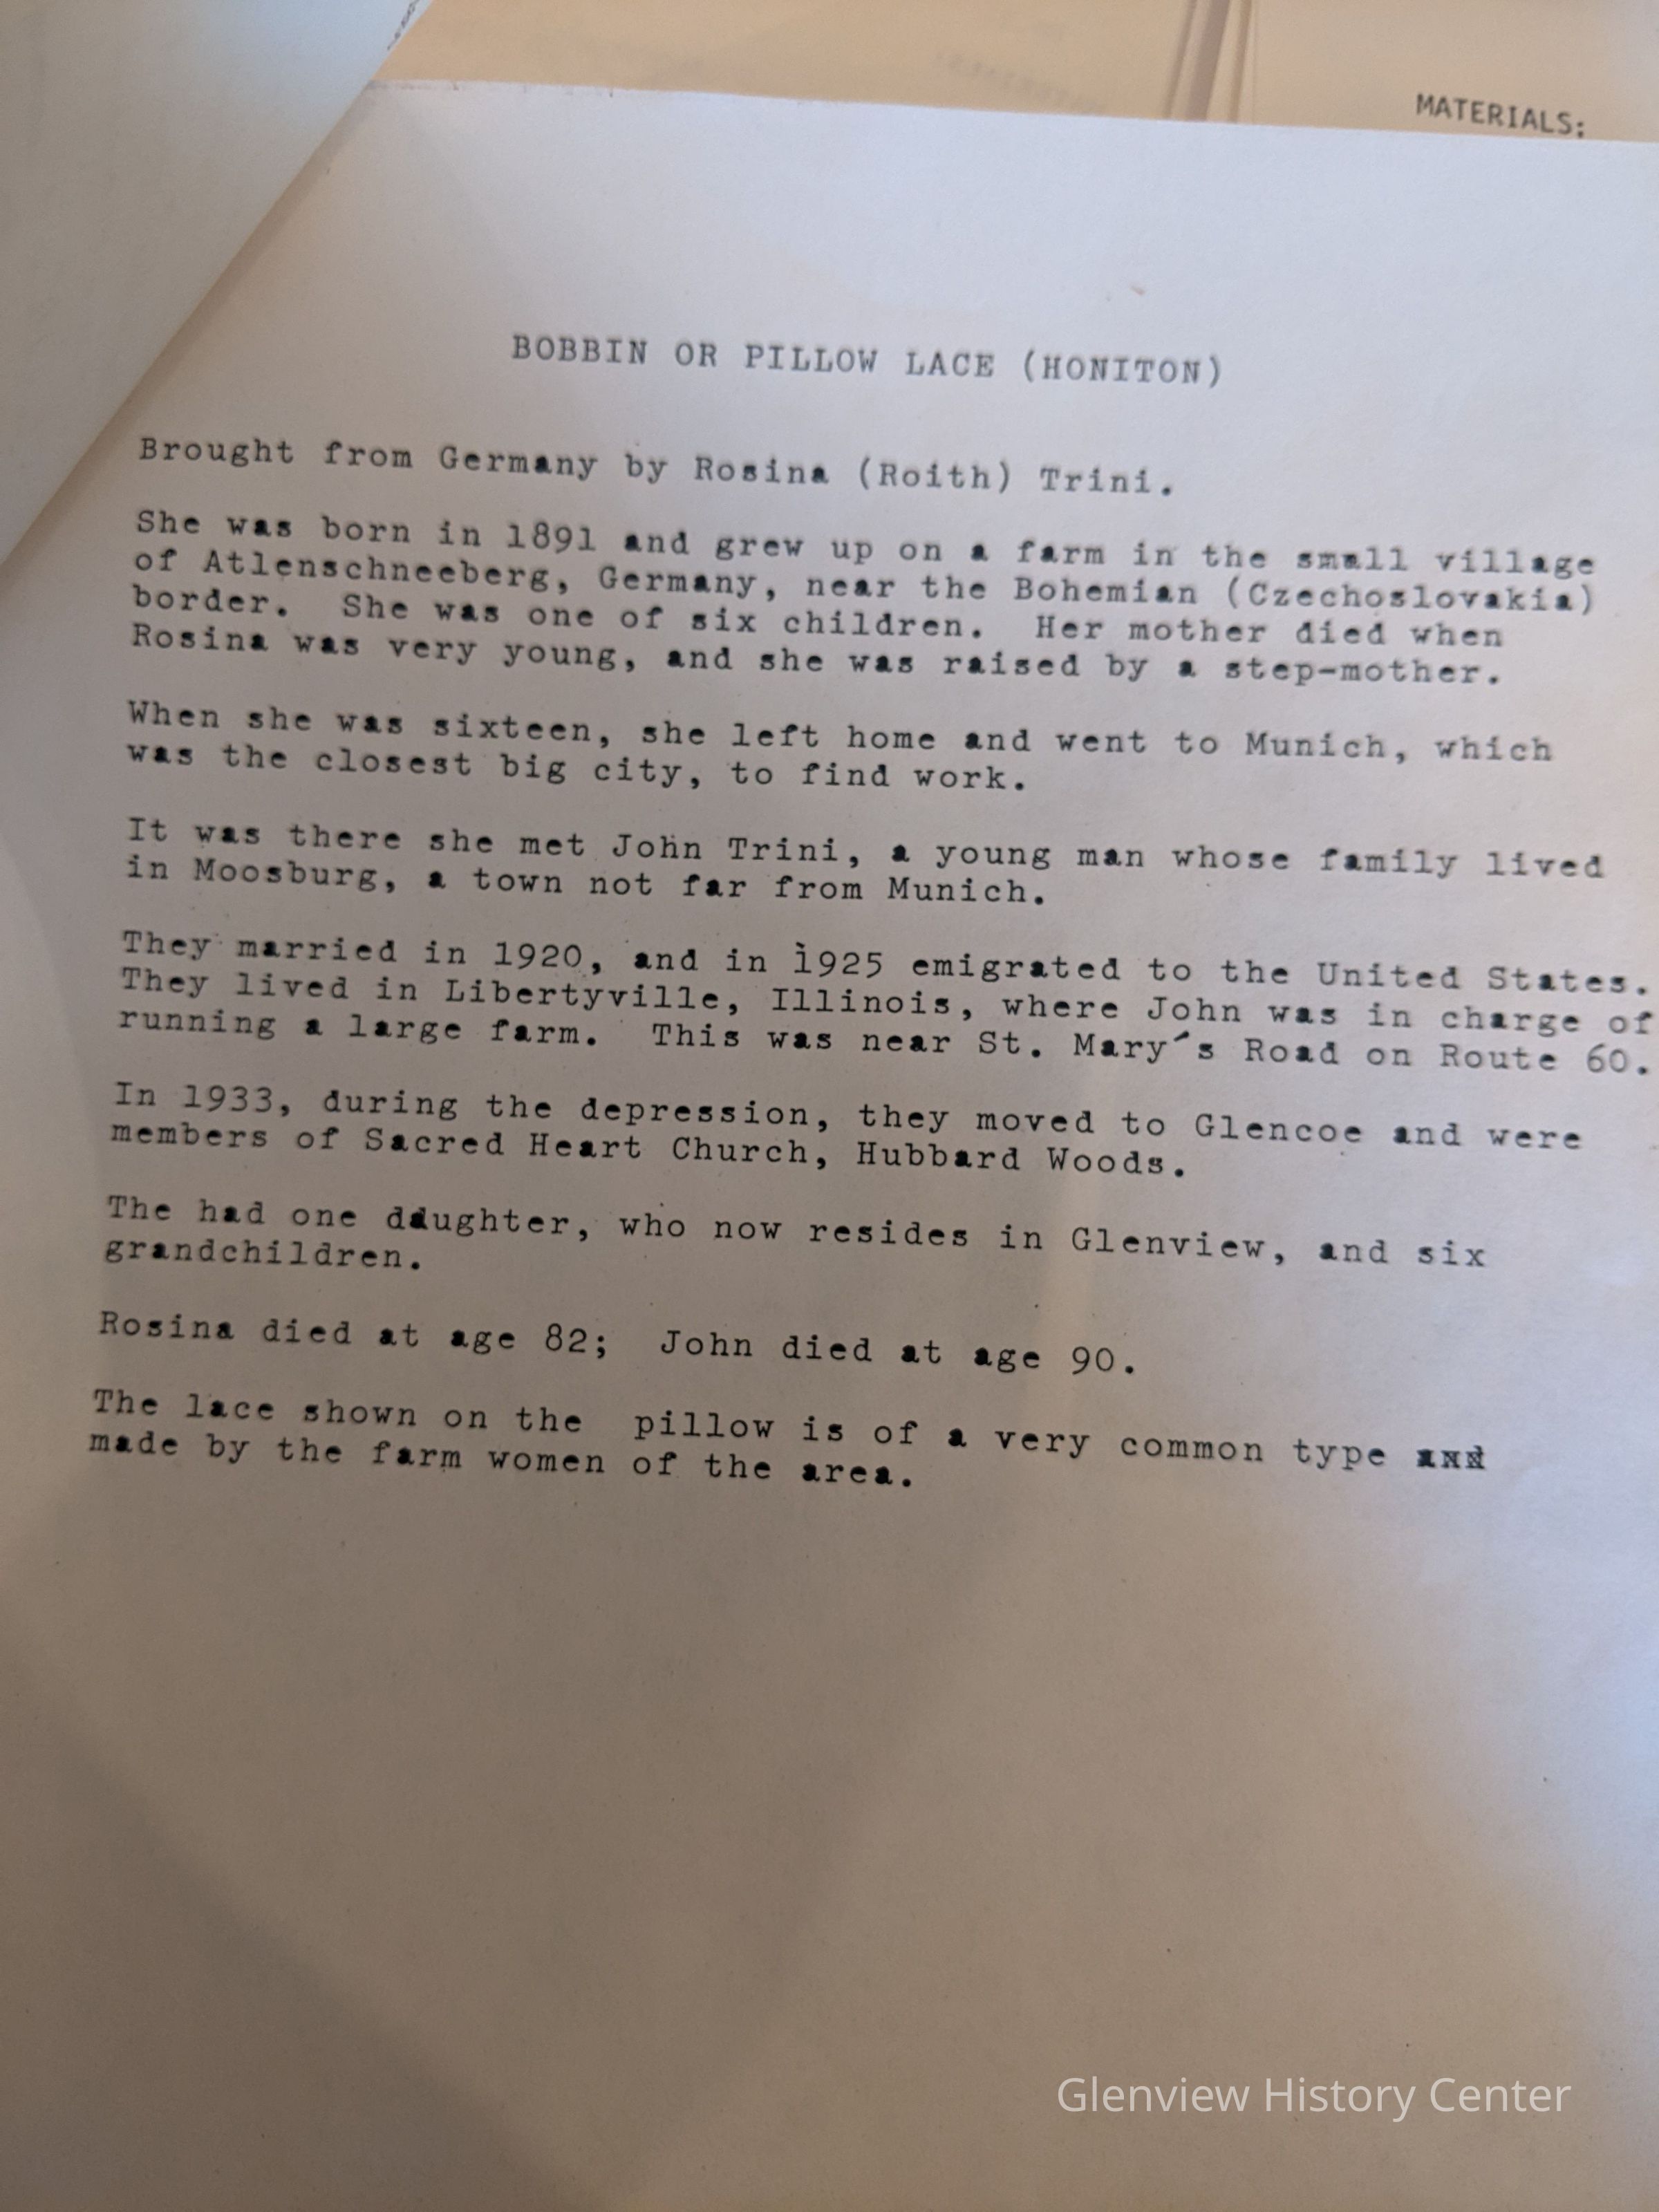 MATERIALS:
BOBBIN OR PILLOW LACE (HONITON)
Brought from Germany by Rosina (Roith) Trini.
She was born in 1891 and grew up on a farm in the small village
of Atlenschneeberg, Germany, near the Bohemian (Czechoslovakia)
border. She was one of six children. Her mother died when
Rosina was very young, and she was raised by a step-mother.
When she was sixteen, she left home and went to Munich, which
was the closest big city, to find work.
It was there she met John Trini, a young man whose family lived
in Moosburg, a town not far from Munich.
They married in 1920, and in 1925 emigrated to the United States.
They lived in Libertyville, Illinois, where John was in charge of
running a large farm. This was near St. Mary's Road on Route 60.
In 1933, during the depression, they moved to Glencoe and were
members of Sacred Heart Church, Hubbard Woods.
The had one daughter, who now resides in Glenview, and six
grandchildren.
Rosina died at age 82; John died at age 90.
The lace shown on the pillow is of a very common type
made by the farm women of the area.
Glenview History Center